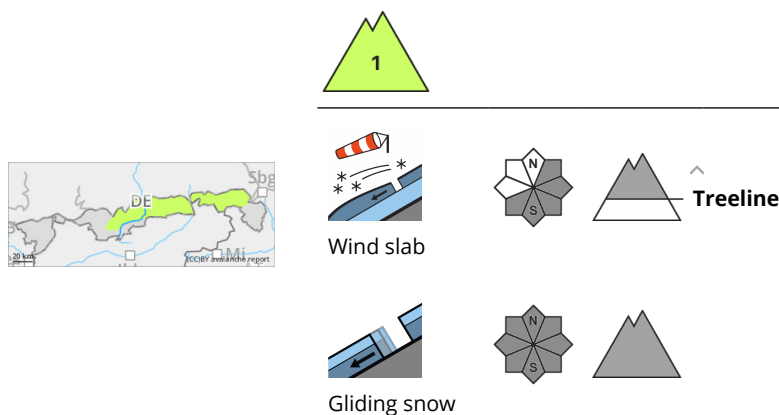 1
Sbg
DE
20 km
Mi
(CC)BY avalanche.report
N
S
Treeline
Wind slab
N
S
Gliding snow